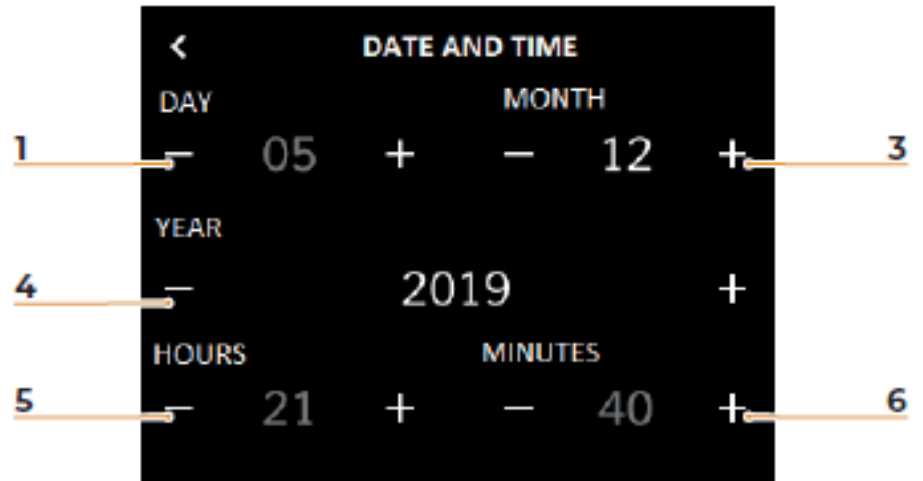 < DATE AND TIME
DAY MONTH
1 − 05 + − 12 + 3
YEAR
4 − 2019 +
HOURS MINUTES
5 − 21 + − 40 + 6